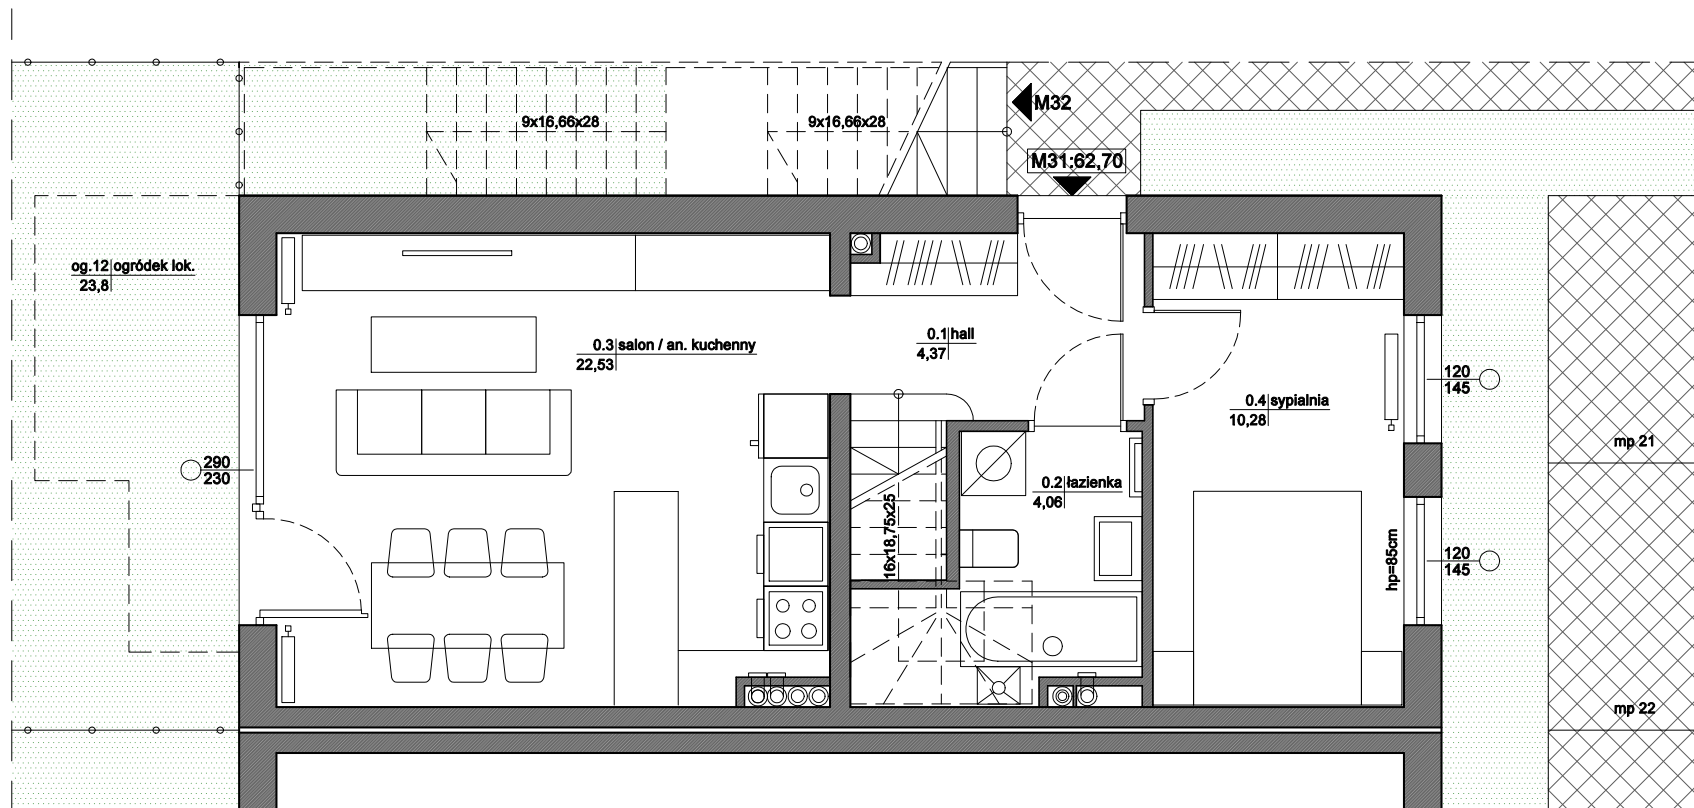 9x16,66x28
9x16,66x28
M32
M31:62,70
og.12 ogródek lok.
23,8
0.3 salon / an. kuchenny
22,53
0.1 hall
4,37
0.4 sypialnia
10,28
0.2 łazienka
4,06
16x18,75x25
290
230
120
145
120
145
hp=85cm
mp 21
mp 22